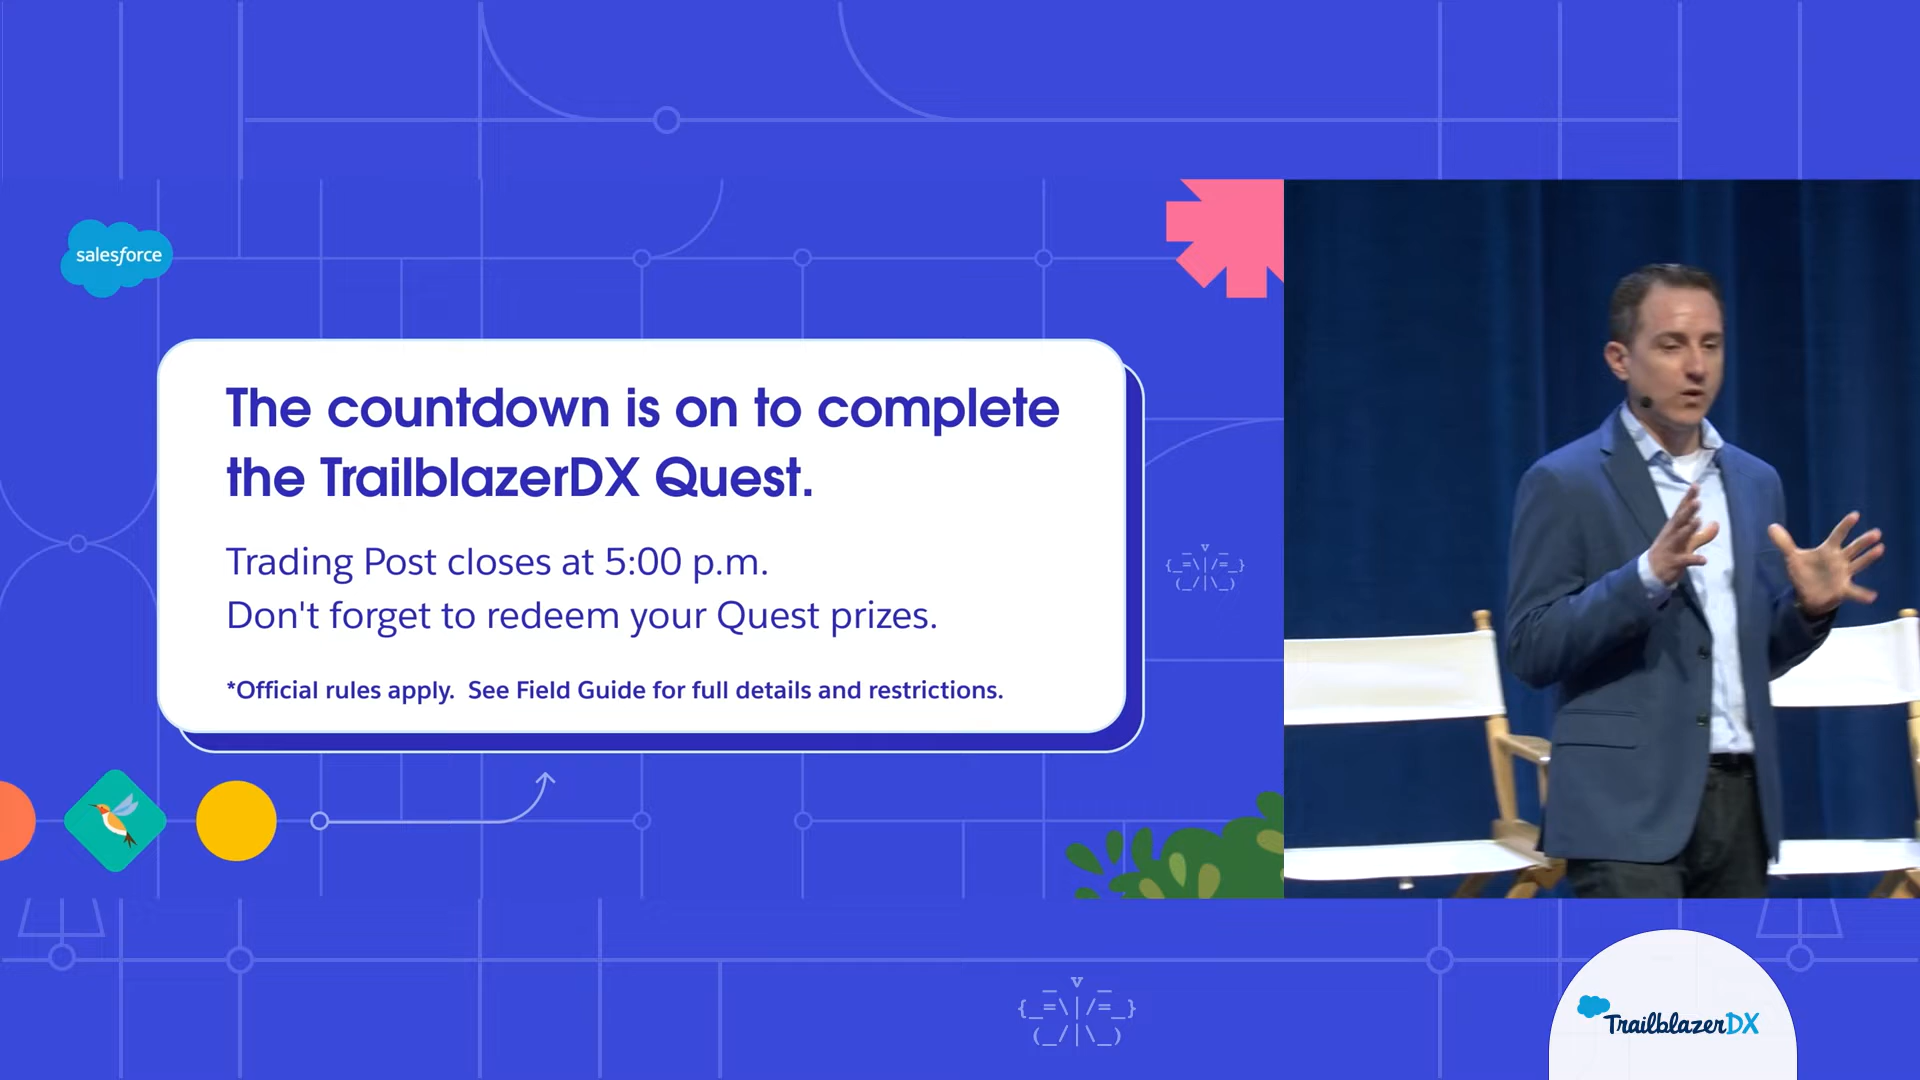 salesforce
The countdown is on to complete
the TrailblazerDX Quest.
Trading Post closes at 5:00 p.m.
Don't forget to redeem your Quest prizes.
*Official rules apply.  See Field Guide for full details and restrictions.
TrailblazerDX